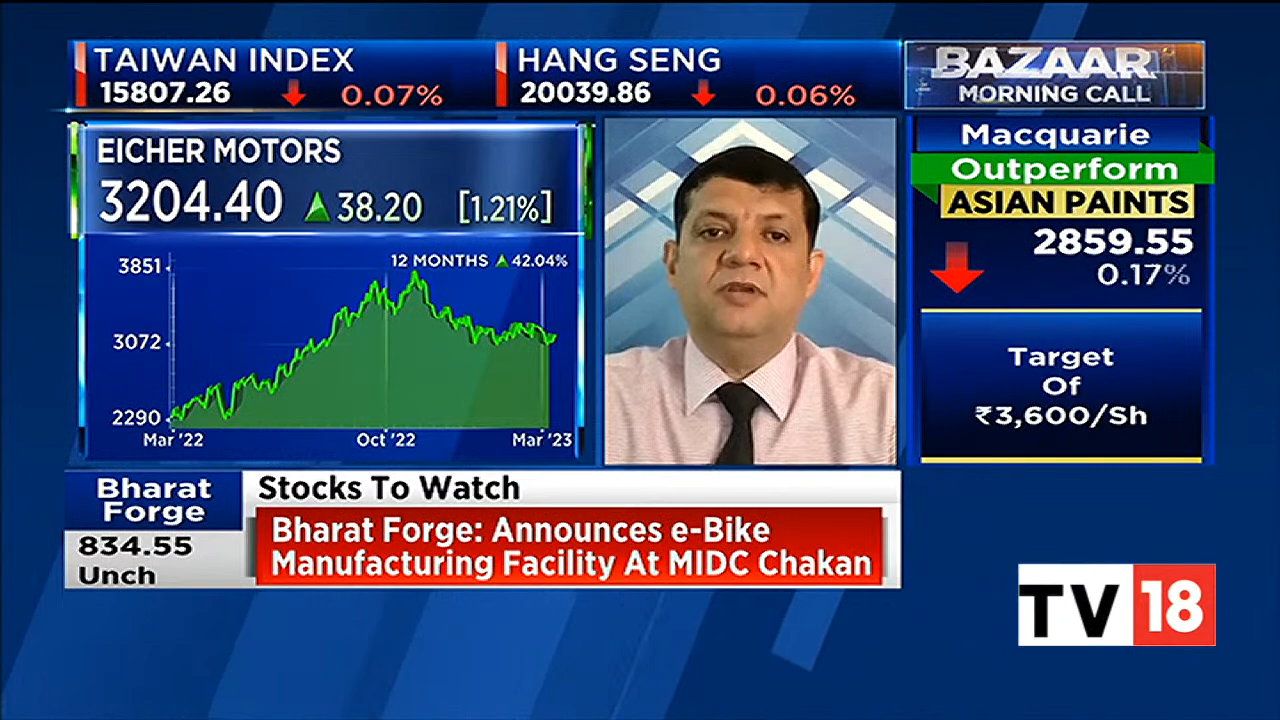 TAIWAN INDEX
15807.26 0.07%
HANG SENG
20039.86 0.06%
BAZAAR
MORNING CALL
EICHER MOTORS
3204.40 38.20 [1.21%]
12 MONTHS 42.04%
3851
3072
2290
Mar '22 Oct '22 Mar '23
Macquarie
Outperform
ASIAN PAINTS
2859.55
0.17%
Target
Of
₹3,600/Sh
Bharat
Forge
834.55
Unch
Stocks To Watch
Bharat Forge: Announces e-Bike
Manufacturing Facility At MIDC Chakan
TV18